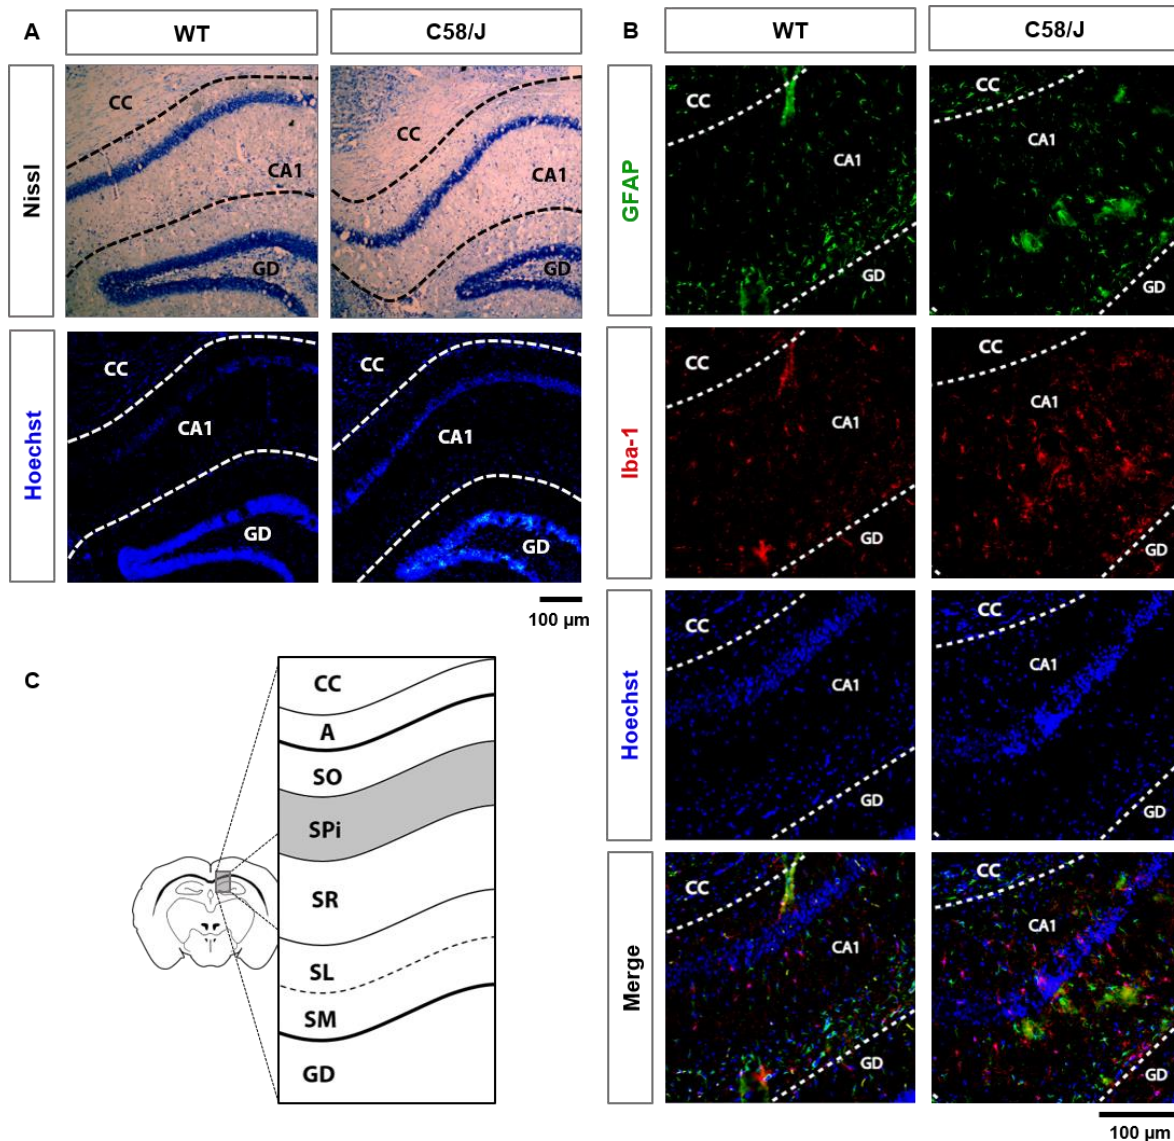 A
WT
C58/J
Nissl
CC
CA1
GD
CC
CA1
GD
Hoechst
CC
CA1
GD
CC
CA1
GD
100 µm
B
WT
C58/J
GFAP
CC
CA1
GD
CC
CA1
GD
Iba-1
CC
CA1
GD
CC
CA1
GD
Hoechst
CC
CA1
GD
CC
CA1
GD
Merge
CC
CA1
GD
CC
CA1
GD
100 µm
C
CC
A
SO
SPi
SR
SL
SM
GD